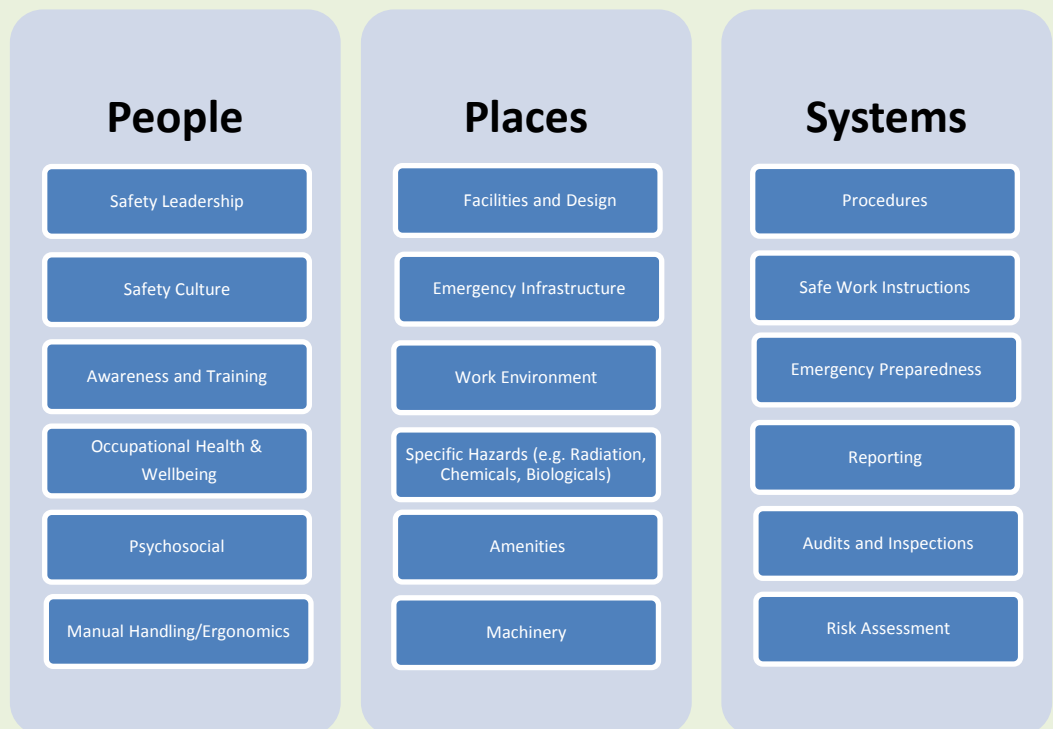 People
Safety Leadership
Safety Culture
Awareness and Training
Occupational Health &
Wellbeing
Psychosocial
Manual Handling/Ergonomics
Places
Facilities and Design
Emergency Infrastructure
Work Environment
Specific Hazards (e.g. Radiation,
Chemicals, Biologicals)
Amenities
Machinery
Systems
Procedures
Safe Work Instructions
Emergency Preparedness
Reporting
Audits and Inspections
Risk Assessment